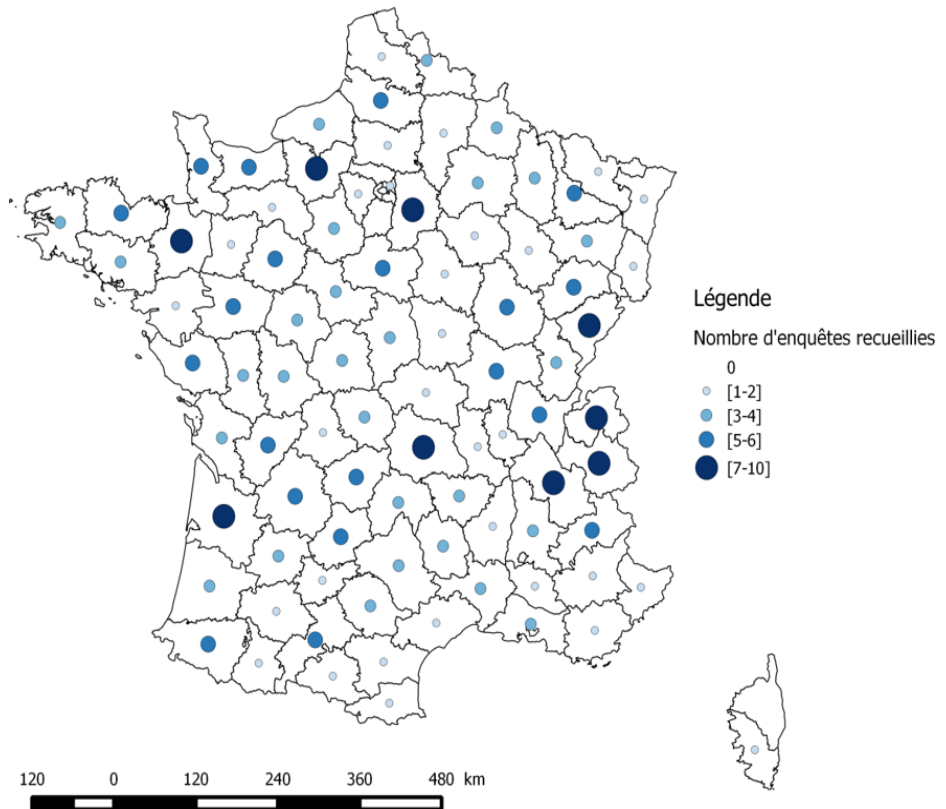 Légende
Nombre d'enquêtes recueillies
0
[1-2]
[3-4]
[5-6]
[7-10]
120 0 120 240 360 480 km